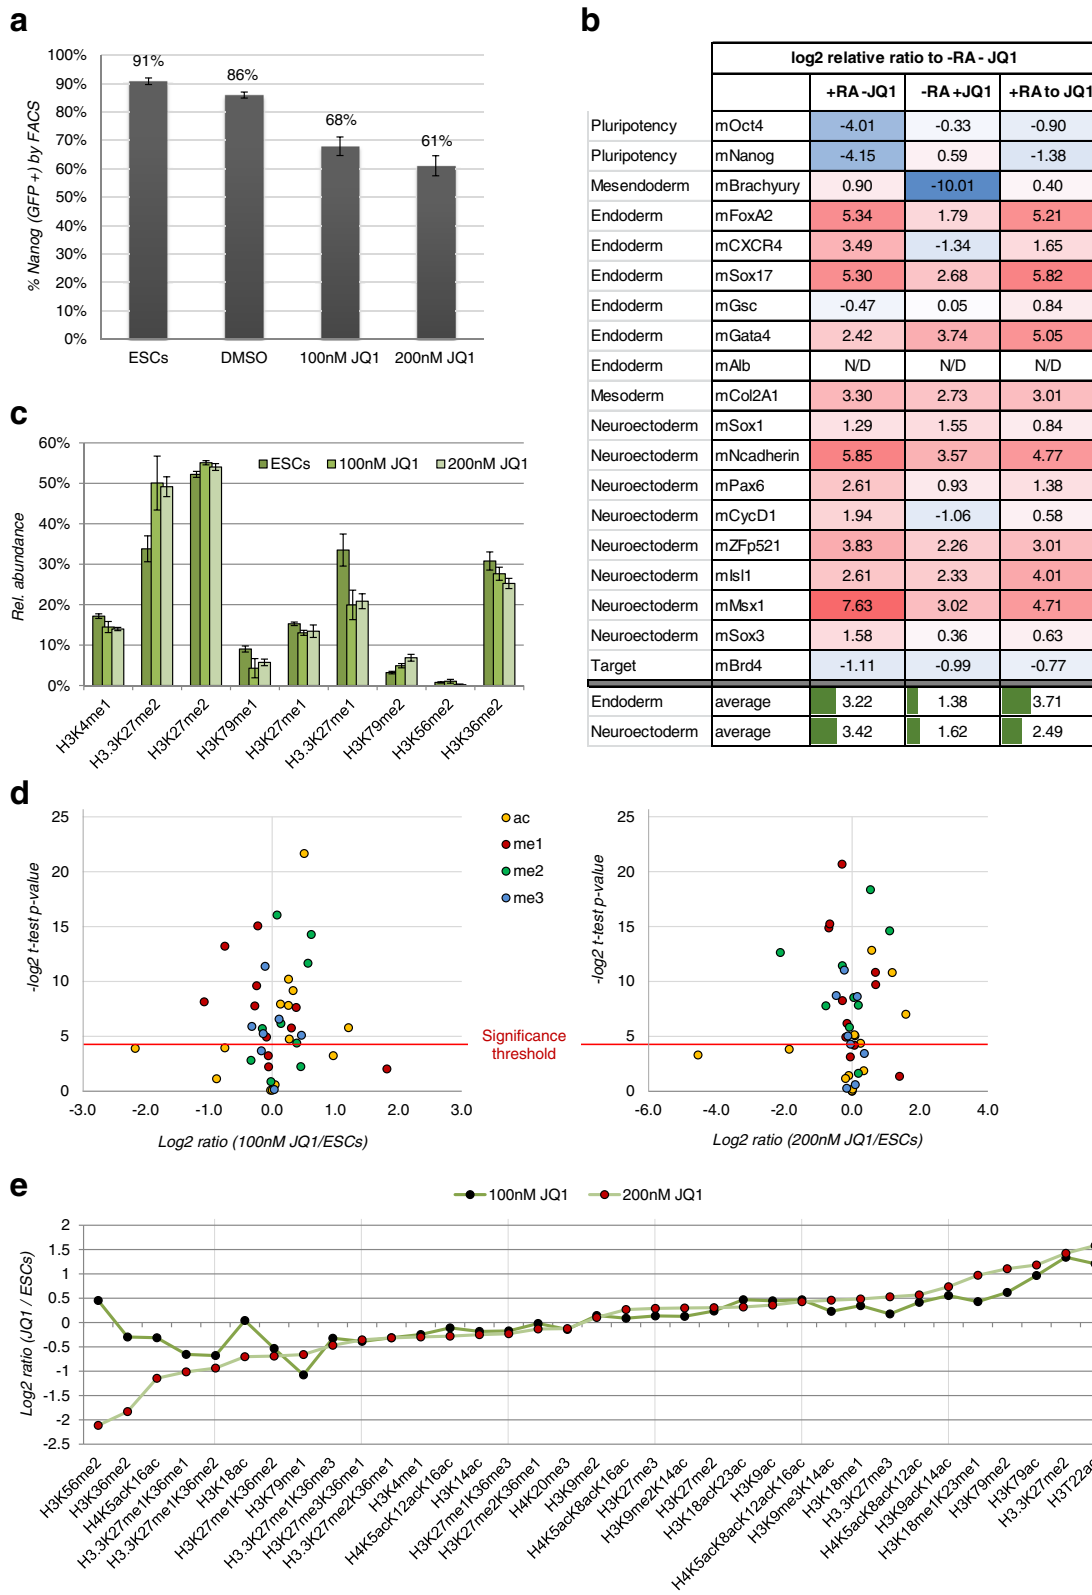 a
100%
90%
80%
70%
60%
50%
40%
30%
20%
10%
0%
% Nanog (GFP +) by FACS
91%
86%
68%
61%
ESCs
DMSO
100nM JQ1
200nM JQ1
b
log2 relative ratio to -RA - JQ1
+RA -JQ1 -RA +JQ1 +RA to JQ1
Pluripotency mOct4 -4.01 -0.33 -0.90
Pluripotency mNanog -4.15 0.59 -1.38
Mesendoderm mBrachyury 0.90 -10.01 0.40
Endoderm mFoxA2 5.34 1.79 5.21
Endoderm mCXCR4 3.49 -1.34 1.65
Endoderm mSox17 5.30 2.68 5.82
Endoderm mGsc -0.47 0.05 0.84
Endoderm mGata4 2.42 3.74 5.05
Endoderm mAlb N/D N/D N/D
Mesoderm mCol2A1 3.30 2.73 3.01
Neuroectoderm mSox1 1.29 1.55 0.84
Neuroectoderm mNcadherin 5.85 3.57 4.77
Neuroectoderm mPax6 2.61 0.93 1.38
Neuroectoderm mCycD1 1.94 -1.06 0.58
Neuroectoderm mZFp521 3.83 2.26 3.01
Neuroectoderm mIsl1 2.61 2.33 4.01
Neuroectoderm mMsx1 7.63 3.02 4.71
Neuroectoderm mSox3 1.58 0.36 0.63
Target mBrd4 -1.11 -0.99 -0.77
Endoderm average 3.22 1.38 3.71
Neuroectoderm average 3.42 1.62 2.49
c
60%
50%
40%
30%
20%
10%
0%
Rel. abundance
ESCs 100nM JQ1 200nM JQ1
H3K4me1
H3.3K27me2
H3K27me2
H3K79me1
H3K27me1
H3.3K27me1
H3K79me2
H3K56me2
H3K36me2
d
25
20
15
10
5
0
-log2 t-test p-value
-3.0 -2.0 -1.0 0.0 1.0 2.0 3.0
Log2 ratio (100nM JQ1/ESCs)
ac
me1
me2
me3
Significance
threshold
25
20
15
10
5
0
-log2 t-test p-value
-6.0 -4.0 -2.0 0.0 2.0 4.0
Log2 ratio (200nM JQ1/ESCs)
e
100nM JQ1 200nM JQ1
2
1.5
1
0.5
0
-0.5
-1
-1.5
-2
-2.5
Log2 ratio (JQ1 / ESCs)
H3K56me2
H3K36me2
H4K5acK16ac
H3.3K27me1K36me1
H3.3K27me1K36me2
H3K18ac
H3K27me1K36me2
H3K79me1
H3.3K27me1K36me3
H3.3K27me3K36me1
H3.3K27me2K36me1
H3K4me1
H4K5acK12acK16ac
H3K14ac
H3K27me1K36me3
H3K27me2K36me1
H4K20me3
H3K9me2
H4K5acK8acK16ac
H3K27me3
H3K9me2K14ac
H3K27me2
H3K18acK23ac
H3K9ac
H4K5acK8acK12acK16ac
H3K9me3K14ac
H3K18me1
H3.3K27me3
H4K5acK8acK12ac
H3K9acK14ac
H3K18me1K23me1
H3K79me2
H3K79ac
H3.3K27me2
H3T22ac